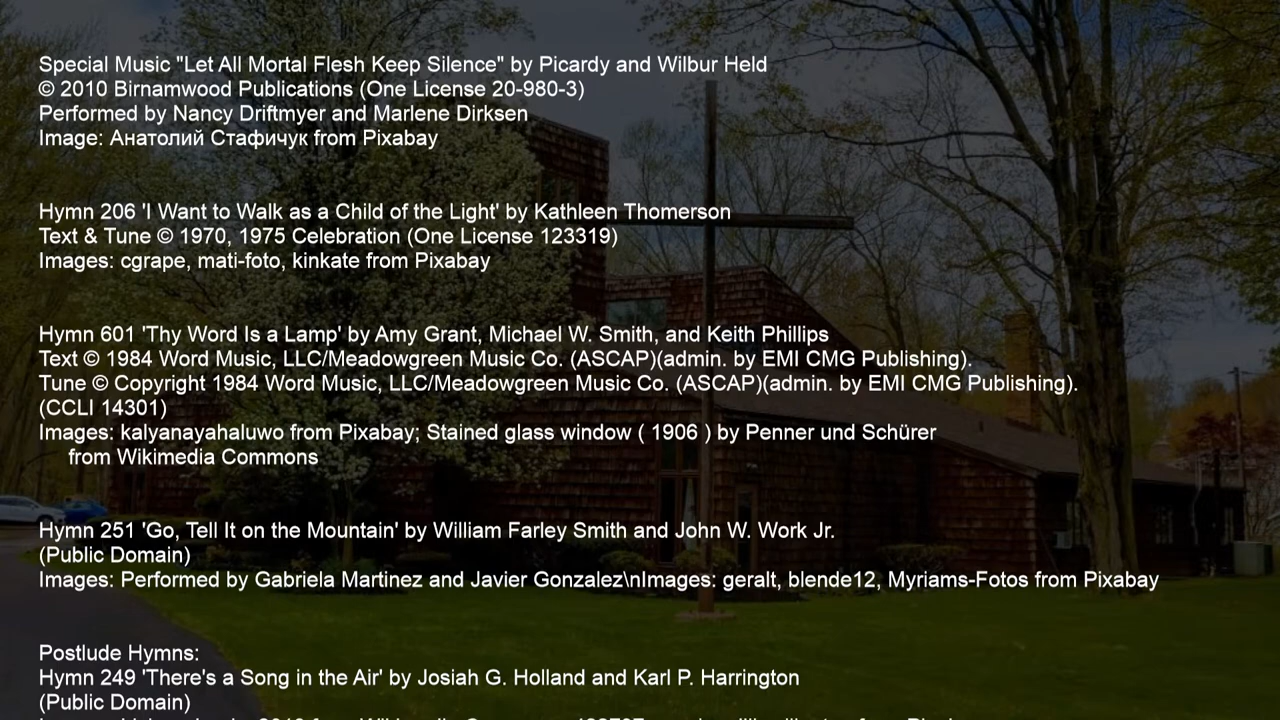 Special Music "Let All Mortal Flesh Keep Silence" by Picardy and Wilbur Held
© 2010 Birnamwood Publications (One License 20-980-3)
Performed by Nancy Driftmyer and Marlene Dirksen
Image: Анатолий Стафичук from Pixabay
Hymn 206 'I Want to Walk as a Child of the Light' by Kathleen Thomerson
Text & Tune © 1970, 1975 Celebration (One License 123319)
Images: cgrape, mati-foto, kinkate from Pixabay
Hymn 601 'Thy Word Is a Lamp' by Amy Grant, Michael W. Smith, and Keith Phillips
Text © 1984 Word Music, LLC/Meadowgreen Music Co. (ASCAP)(admin. by EMI CMG Publishing).
Tune © Copyright 1984 Word Music, LLC/Meadowgreen Music Co. (ASCAP)(admin. by EMI CMG Publishing).
(CCLI 14301)
Images: kalyanayahaluwo from Pixabay; Stained glass window ( 1906 ) by Penner und Schürer
from Wikimedia Commons
Hymn 251 'Go, Tell It on the Mountain' by William Farley Smith and John W. Work Jr.
(Public Domain)
Images: Performed by Gabriela Martinez and Javier Gonzalez\nImages: geralt, blende12, Myriams-Fotos from Pixabay
Postlude Hymns:
Hymn 249 'There's a Song in the Air' by Josiah G. Holland and Karl P. Harrington
(Public Domain)